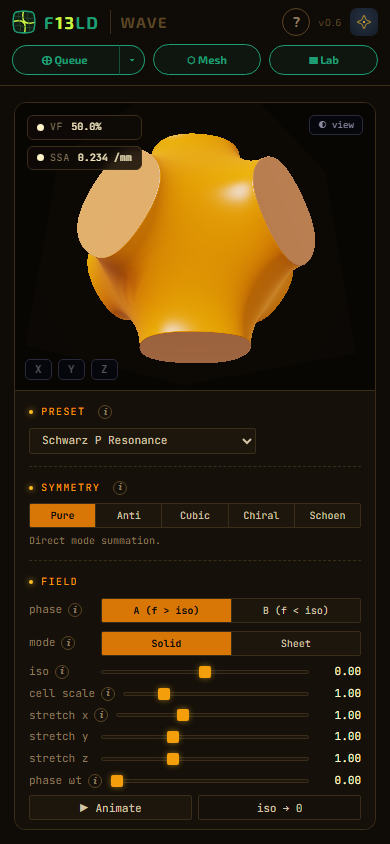 F13LD WAVE ? v0.6
Queue Mesh Lab
VF 50.0% view
SSA 0.234 /mm
X Y Z
PRESET i
Schwarz P Resonance
SYMMETRY i
Pure Anti Cubic Chiral Schoen
Direct mode summation.
FIELD
phase i A (f > iso) B (f < iso)
mode i Solid Sheet
iso i 0.00
cell scale i 1.00
stretch x i 1.00
stretch y 1.00
stretch z 1.00
phase ωt i 0.00
▶ Animate iso → 0